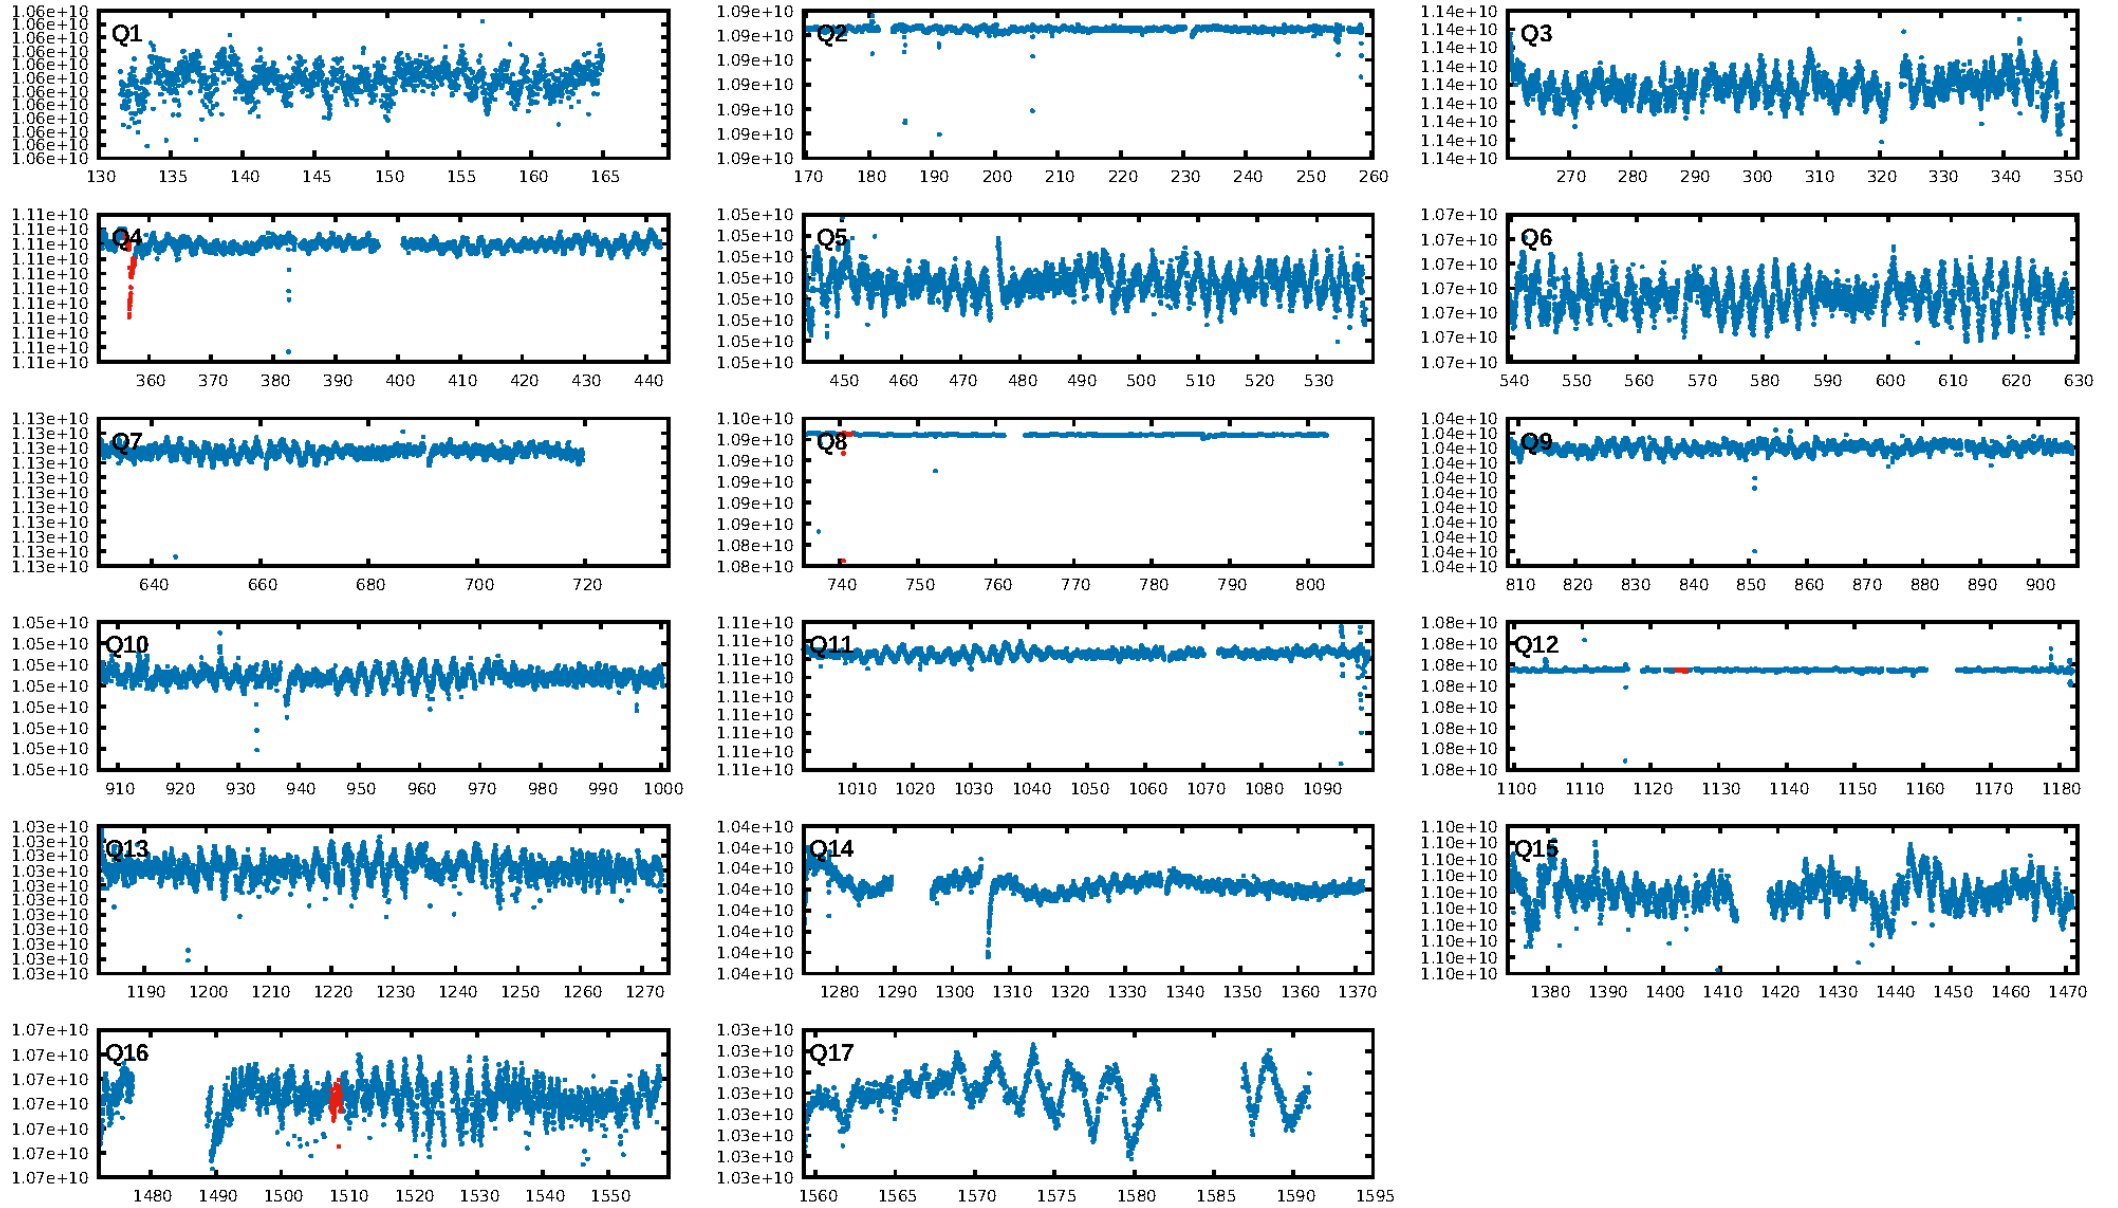 1.06e+10
1.06e+10
1.06e+10
1.06e+10
1.06e+10
1.06e+10
1.06e+10
1.06e+10
1.06e+10
1.06e+10
1.06e+10
1.06e+10
Q1
130 135 140 145 150 155 160 165
1.09e+10
1.09e+10
1.09e+10
1.09e+10
1.09e+10
1.09e+10
1.09e+10
Q2
170 180 190 200 210 220 230 240 250 260
1.14e+10
1.14e+10
1.14e+10
1.14e+10
1.14e+10
1.14e+10
1.14e+10
1.14e+10
1.14e+10
Q3
270 280 290 300 310 320 330 340 350
1.11e+10
1.11e+10
1.11e+10
1.11e+10
1.11e+10
1.11e+10
1.11e+10
1.11e+10
1.11e+10
1.11e+10
1.11e+10
Q4
360 370 380 390 400 410 420 430 440
1.05e+10
1.05e+10
1.05e+10
1.05e+10
1.05e+10
1.05e+10
1.05e+10
1.05e+10
Q5
450 460 470 480 490 500 510 520 530
1.07e+10
1.07e+10
1.07e+10
1.07e+10
1.07e+10
1.07e+10
1.07e+10
Q6
540 550 560 570 580 590 600 610 620 630
1.13e+10
1.13e+10
1.13e+10
1.13e+10
1.13e+10
1.13e+10
1.13e+10
1.13e+10
1.13e+10
1.13e+10
1.13e+10
Q7
640 660 680 700 720
1.10e+10
1.09e+10
1.09e+10
1.09e+10
1.09e+10
1.09e+10
1.08e+10
1.08e+10
Q8
740 750 760 770 780 790 800
1.04e+10
1.04e+10
1.04e+10
1.04e+10
1.04e+10
1.04e+10
1.04e+10
1.04e+10
1.04e+10
1.04e+10
1.04e+10
Q9
810 820 830 840 850 860 870 880 890 900
1.05e+10
1.05e+10
1.05e+10
1.05e+10
1.05e+10
1.05e+10
1.05e+10
1.05e+10
Q10
910 920 930 940 950 960 970 980 990 1000
1.11e+10
1.11e+10
1.11e+10
1.11e+10
1.11e+10
1.11e+10
1.11e+10
1.11e+10
1.11e+10
Q11
1010 1020 1030 1040 1050 1060 1070 1080 1090
1.08e+10
1.08e+10
1.08e+10
1.08e+10
1.08e+10
1.08e+10
1.08e+10
1.08e+10
Q12
1100 1110 1120 1130 1140 1150 1160 1170 1180
1.03e+10
1.03e+10
1.03e+10
1.03e+10
1.03e+10
1.03e+10
1.03e+10
1.03e+10
1.03e+10
1.03e+10
1.03e+10
Q13
1190 1200 1210 1220 1230 1240 1250 1260 1270
1.04e+10
1.04e+10
1.04e+10
1.04e+10
1.04e+10
1.04e+10
1.04e+10
1.04e+10
Q14
1280 1290 1300 1310 1320 1330 1340 1350 1360 1370
1.10e+10
1.10e+10
1.10e+10
1.10e+10
1.10e+10
1.10e+10
1.10e+10
1.10e+10
1.10e+10
1.10e+10
Q15
1380 1390 1400 1410 1420 1430 1440 1450 1460 1470
1.07e+10
1.07e+10
1.07e+10
1.07e+10
1.07e+10
1.07e+10
1.07e+10
Q16
1480 1490 1500 1510 1520 1530 1540 1550
1.03e+10
1.03e+10
1.03e+10
1.03e+10
1.03e+10
1.03e+10
1.03e+10
1.03e+10
Q17
1560 1565 1570 1575 1580 1585 1590 1595